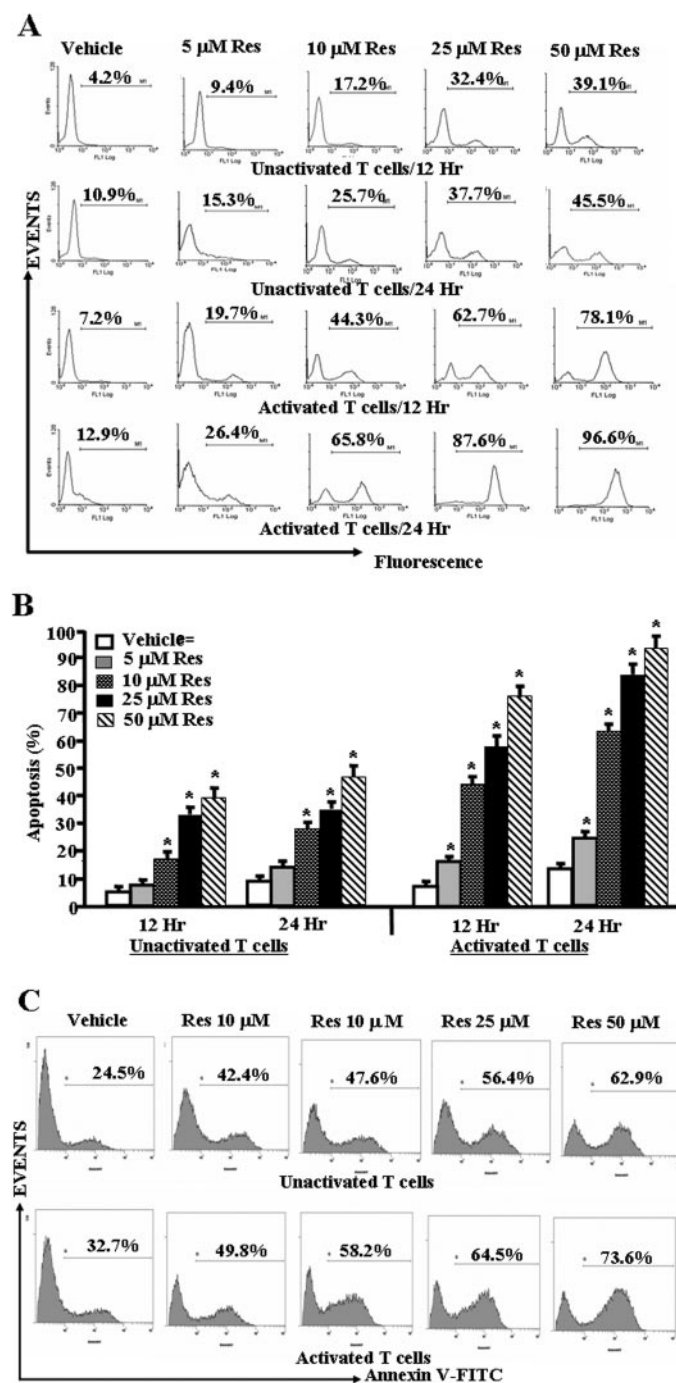 A
Vehicle 5 µM Res 10 µM Res 25 µM Res 50 µM Res
4.2% 9.4% 17.2% 32.4% 39.1%
Unactivated T cells/12 Hr
10.9% 15.3% 25.7% 37.7% 45.5%
Unactivated T cells/24 Hr
7.2% 19.7% 44.3% 62.7% 78.1%
Activated T cells/12 Hr
12.9% 26.4% 65.8% 87.6% 96.6%
Activated T cells/24 Hr
EVENTS
Fluorescence
B
Apoptosis (%)
100
90
80
70
60
50
40
30
20
10
Vehicle=
5 µM Res
10 µM Res
25 µM Res
50 µM Res
* * * * * * * * * * * * * *
12 Hr 24 Hr 12 Hr 24 Hr
Unactivated T cells Activated T cells
C
Vehicle Res 10 µM Res 10 µM Res 25 µM Res 50 µM
24.5% 42.4% 47.6% 56.4% 62.9%
Unactivated T cells
32.7% 49.8% 58.2% 64.5% 73.6%
Activated T cells
EVENTS
Annexin V-FITC